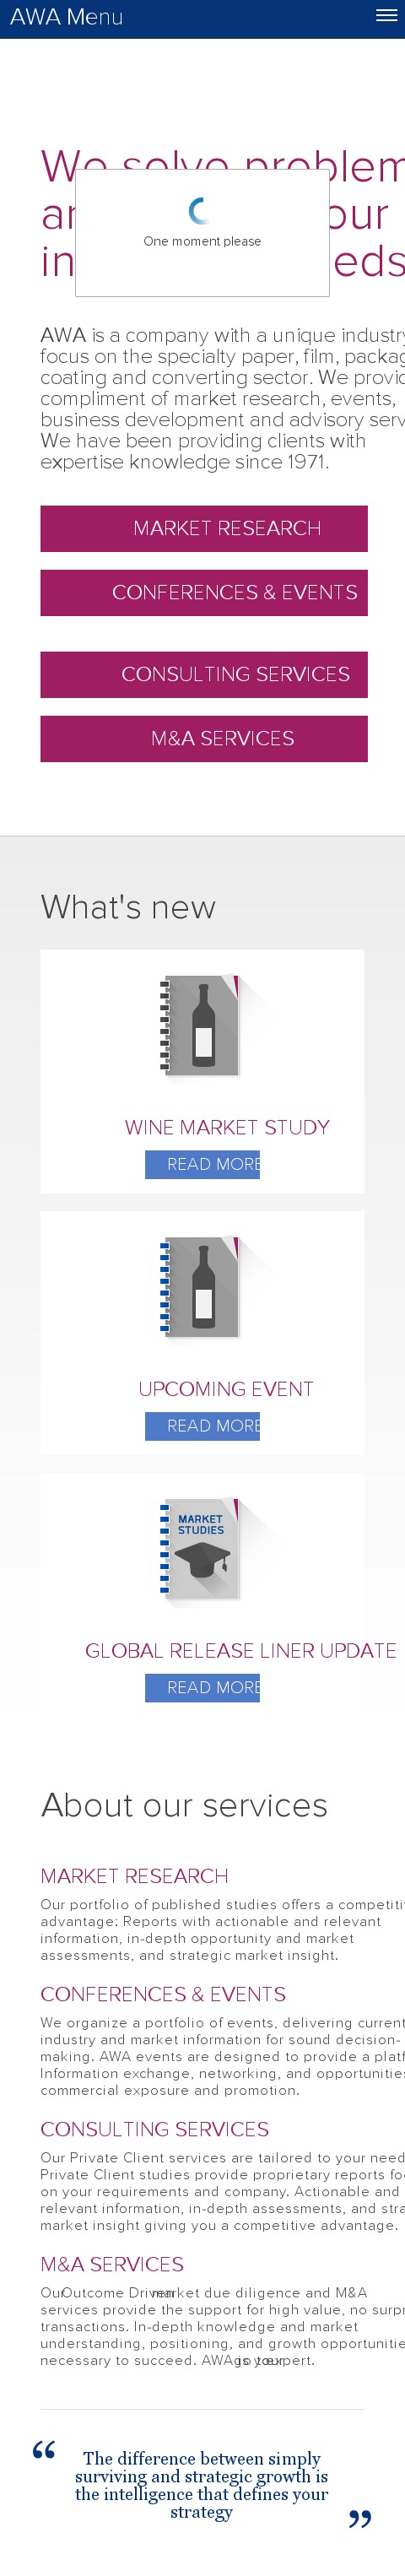 AWA Menu
We solve problem
an our
in eds
One moment please
AWA is a company with a unique industry
focus on the specialty paper, film, packag
coating and converting sector. We provid
compliment of market research, events,
business development and advisory serv
We have been providing clients with
expertise knowledge since 1971.
MARKET RESEARCH
CONFERENCES & EVENTS
CONSULTING SERVICES
M&A SERVICES
What's new
WINE MARKET STUDY
READ MORE
UPCOMING EVENT
READ MORE
MARKET
STUDIES
GLOBAL RELEASE LINER UPDATE
READ MORE
About our services
MARKET RESEARCH
Our portfolio of published studies offers a competiti
advantage: Reports with actionable and relevant
information, in-depth opportunity and market
assessments, and strategic market insight.
CONFERENCES & EVENTS
We organize a portfolio of events, delivering current
industry and market information for sound decision-
making. AWA events are designed to provide a platf
Information exchange, networking, and opportunities
commercial exposure and promotion.
CONSULTING SERVICES
Our Private Client services are tailored to your need
Private Client studies provide proprietary reports fo
on your requirements and company. Actionable and
relevant information, in-depth assessments, and stra
market insight giving you a competitive advantage.
M&A SERVICES
Our Outcome Driven market due diligence and M&A
services provide the support for high value, no surpr
transactions. In-depth knowledge and market
understanding, positioning, and growth opportunitie
necessary to succeed. AWA is your go to expert.
“ The difference between simply
surviving and strategic growth is
the intelligence that defines your
strategy ”